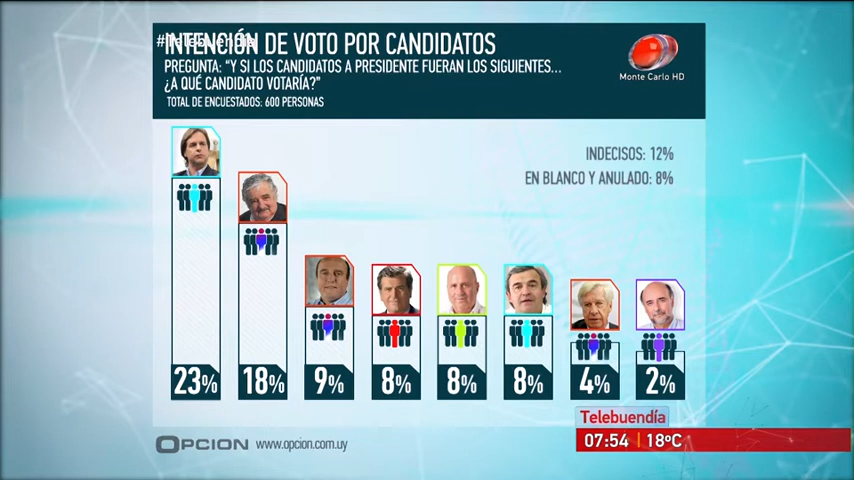 #Telebuendía
INTENCIÓN DE VOTO POR CANDIDATOS
PREGUNTA: “Y SI LOS CANDIDATOS A PRESIDENTE FUERAN LOS SIGUIENTES...
¿A QUÉ CANDIDATO VOTARÍA?”
TOTAL DE ENCUESTADOS: 600 PERSONAS
Monte Carlo HD
INDECISOS: 12%
EN BLANCO Y ANULADO: 8%
23% 18% 9% 8% 8% 8% 4% 2%
OPCION www.opcion.com.uy
Telebuendía
07:54 18ºC